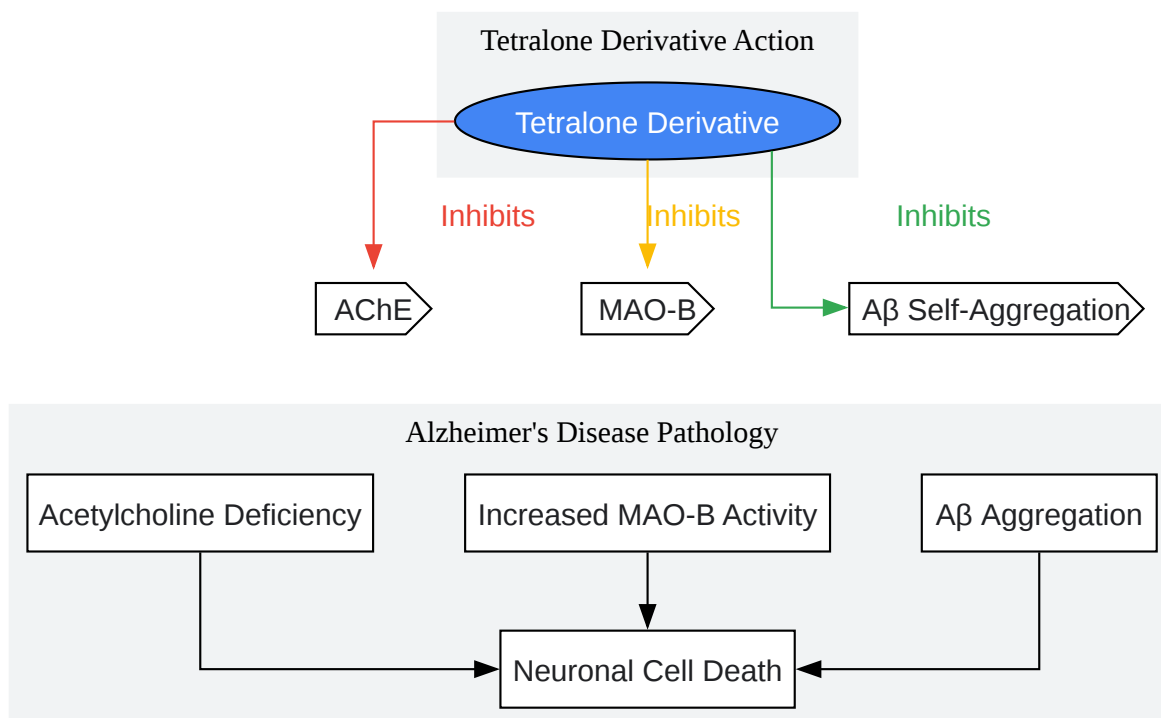 Tetralone Derivative Action
Tetralone Derivative
Inhibits
Inhibits
Inhibits
AChE
MAO-B
Aβ Self-Aggregation
Alzheimer's Disease Pathology
Acetylcholine Deficiency
Increased MAO-B Activity
Aβ Aggregation
Neuronal Cell Death